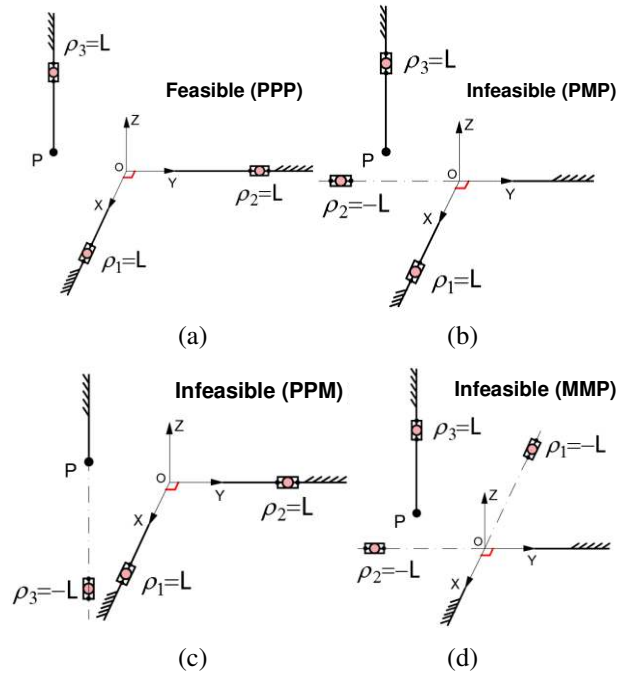 ρ3=L
Feasible (PPP)
Z
P
O
Y
ρ2=L
X
ρ1=L
(a)
ρ3=L
Infeasible (PMP)
Z
P
O
Y
ρ2=−L
X
ρ1=L
(b)
Infeasible (PPM)
Z
P
O
Y
ρ2=L
X
ρ3=−L
ρ1=L
(c)
Infeasible (MMP)
ρ3=L
ρ1=−L
Z
P
O
Y
ρ2=−L
X
(d)